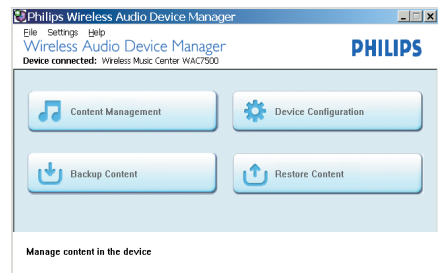 Philips Wireless Audio Device Manager
File Settings Help
Wireless Audio Device Manager
PHILIPS
Device connected: Wireless Music Center WAC7500
Content Management
Device Configuration
Backup Content
Restore Content
Manage content in the device